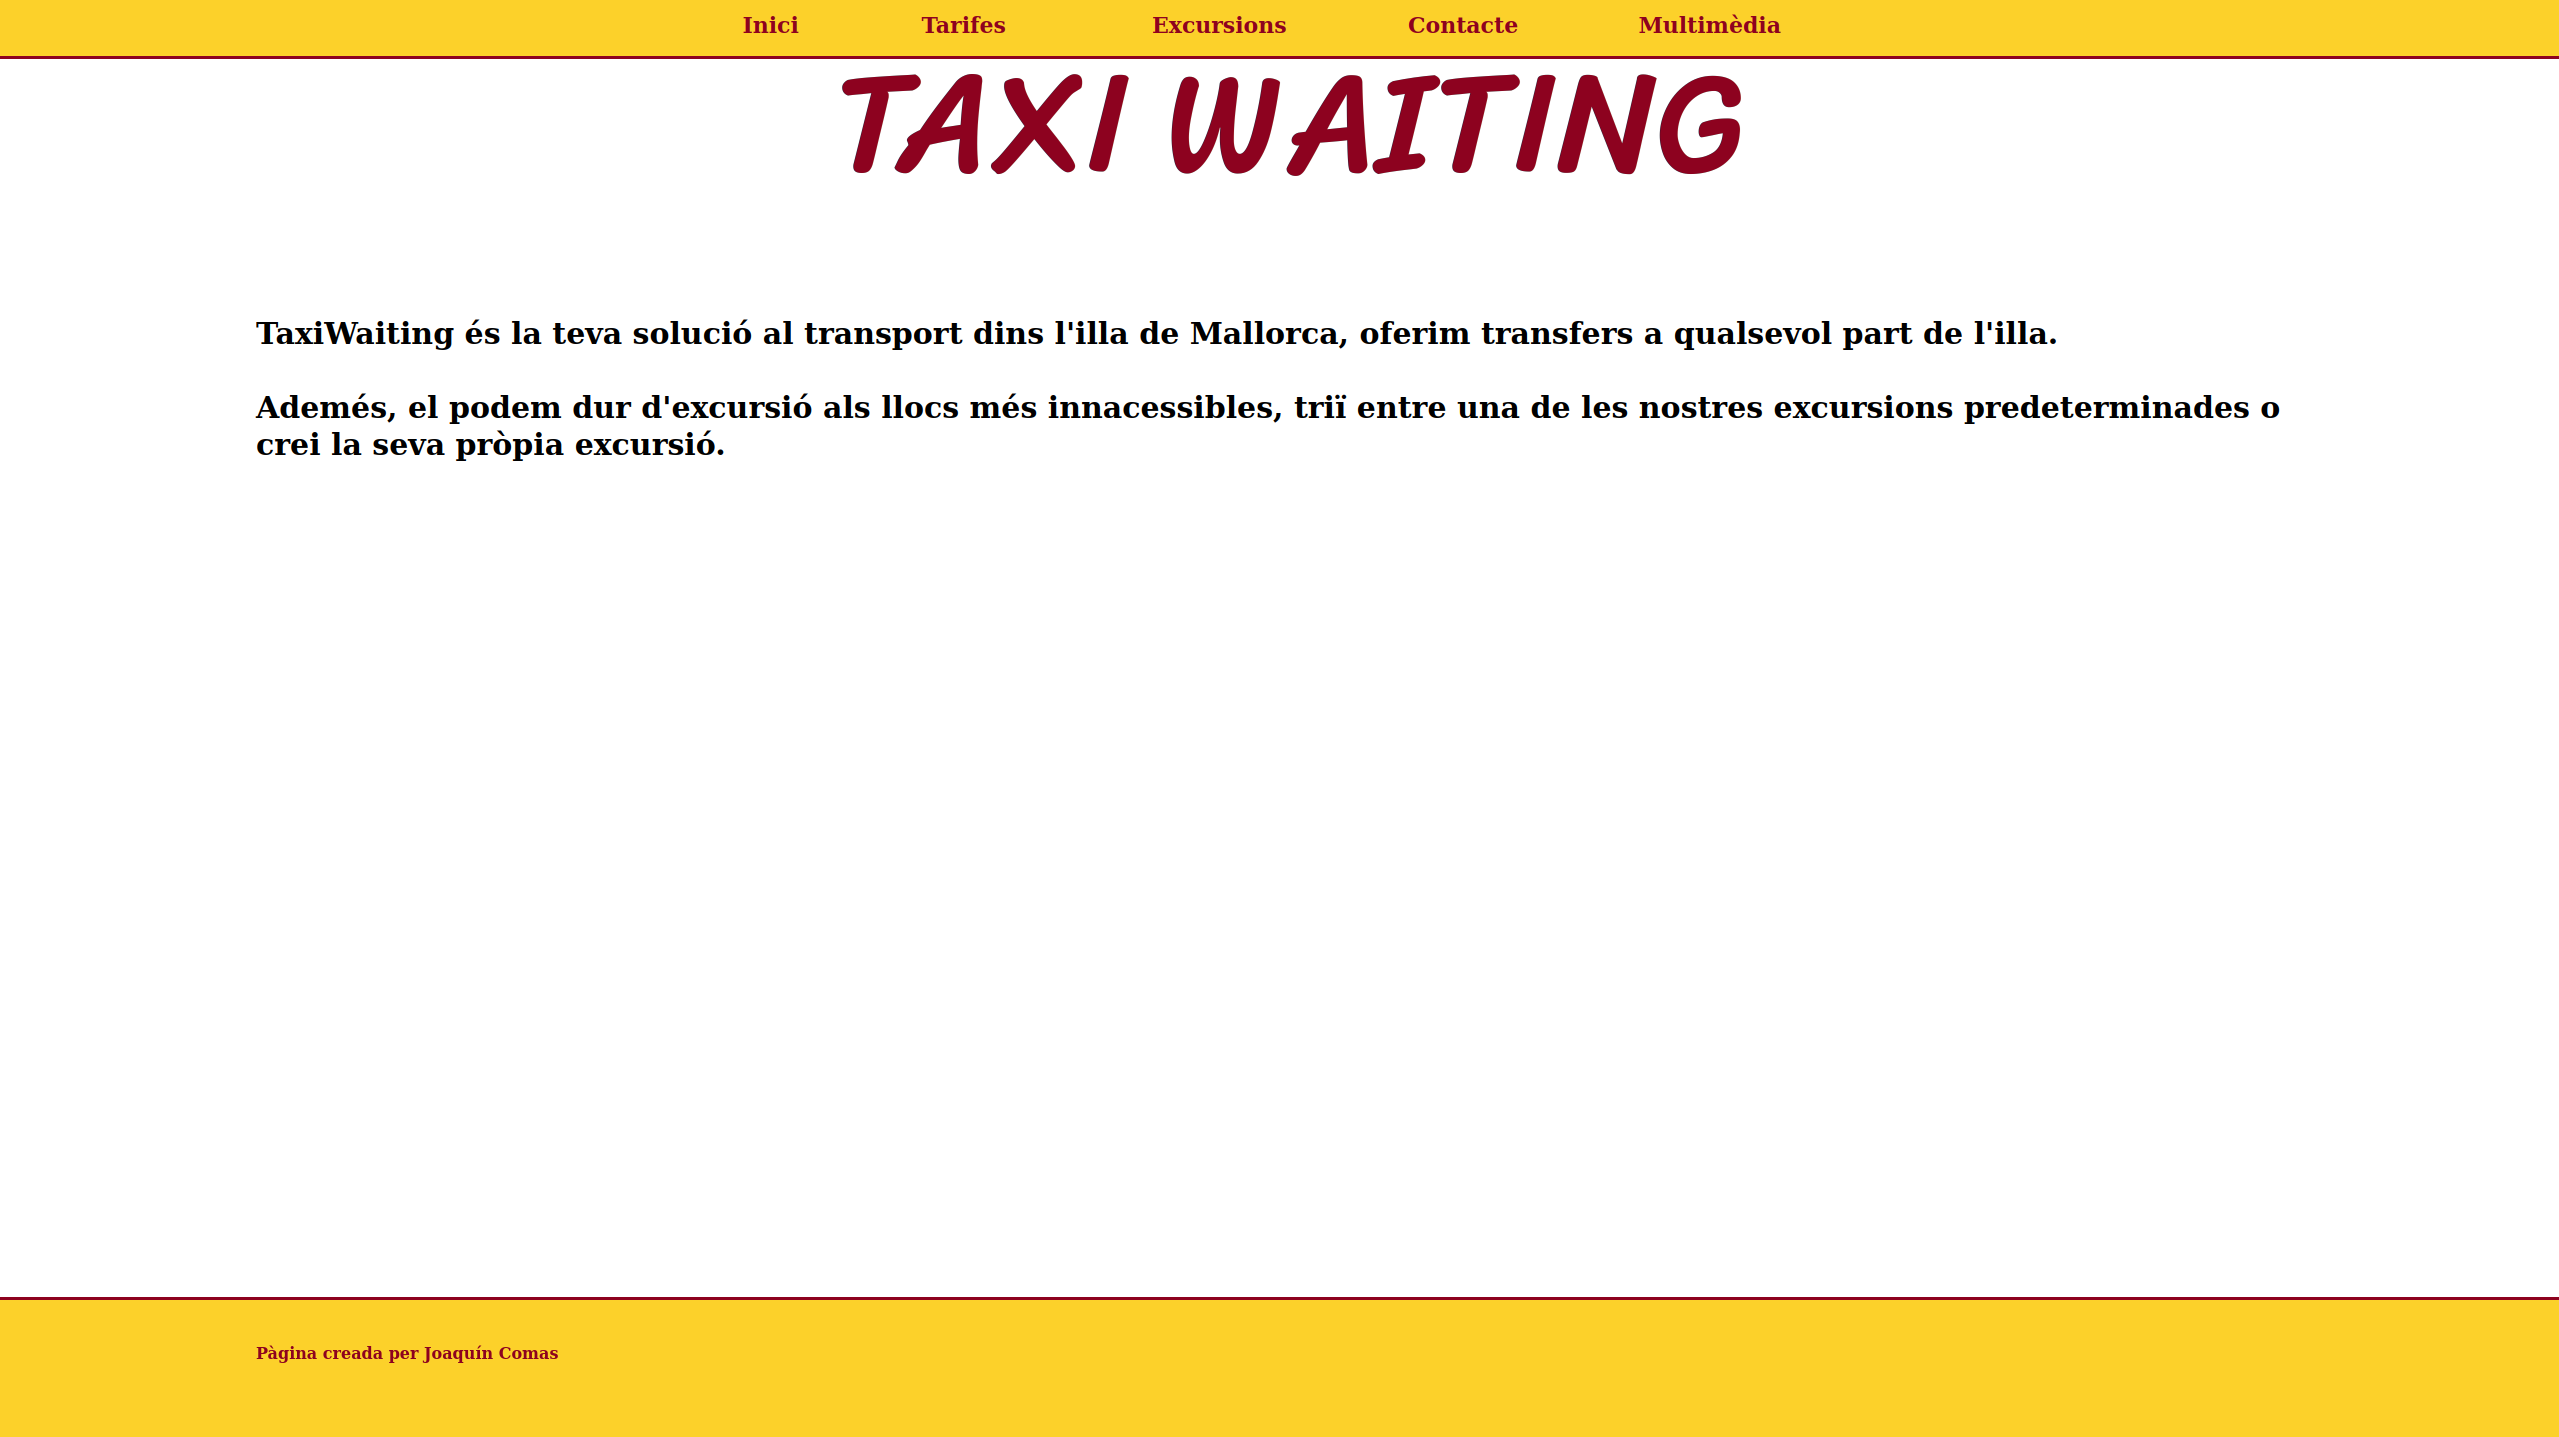 Inici Tarifes Excursions Contacte Multimèdia
TAXI WAITING
TaxiWaiting és la teva solució al transport dins l'illa de Mallorca, oferim transfers a qualsevol part de l'illa.
Ademés, el podem dur d'excursió als llocs més innacessibles, triï entre una de les nostres excursions predeterminades o
crei la seva pròpia excursió.
Pàgina creada per Joaquín Comas